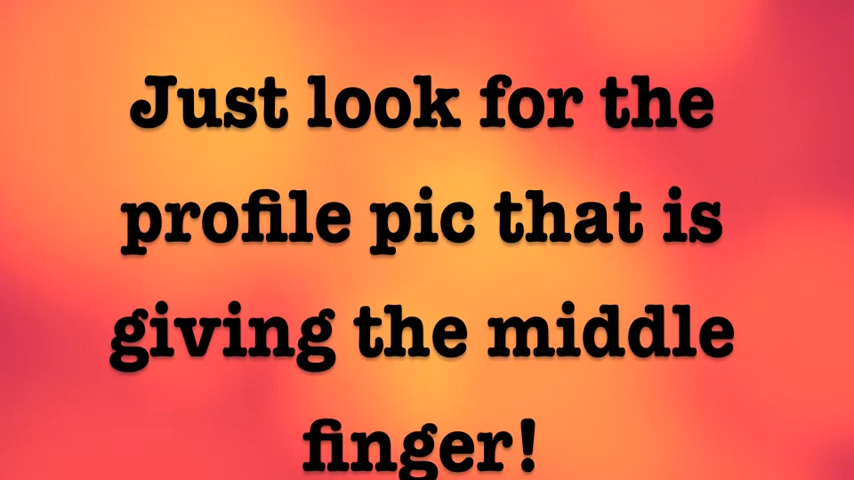 Just look for the
profile pic that is
giving the middle
finger!